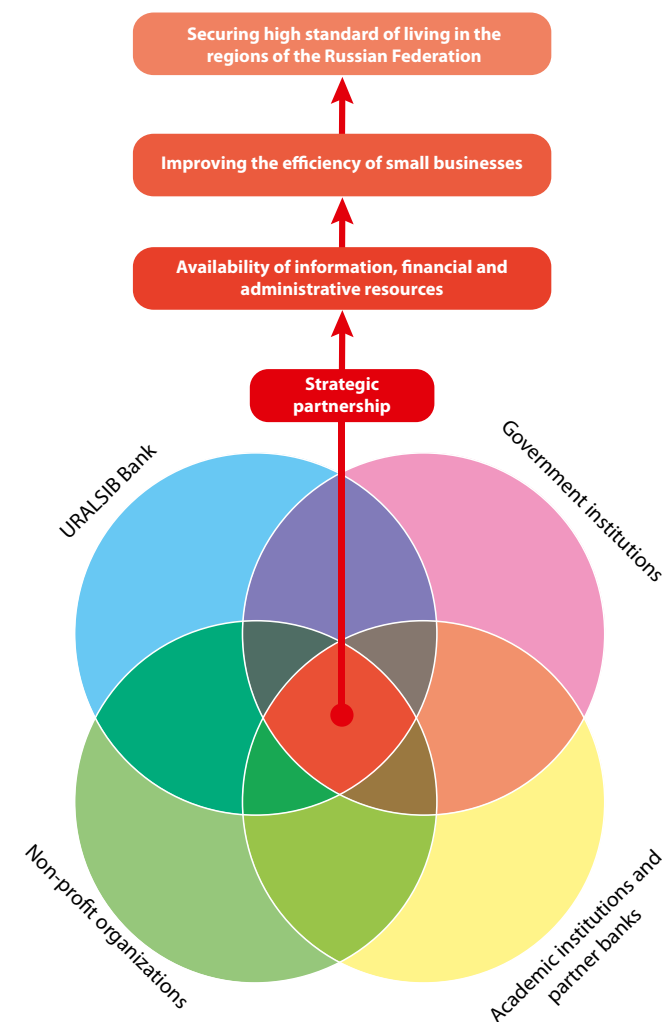 Securing high standard of living in the
regions of the Russian Federation
Improving the efficiency of small businesses
Availability of information, financial and
administrative resources
Strategic
partnership
URALSIB Bank
Government institutions
Non-profit organizations
Academic institutions and
partner banks